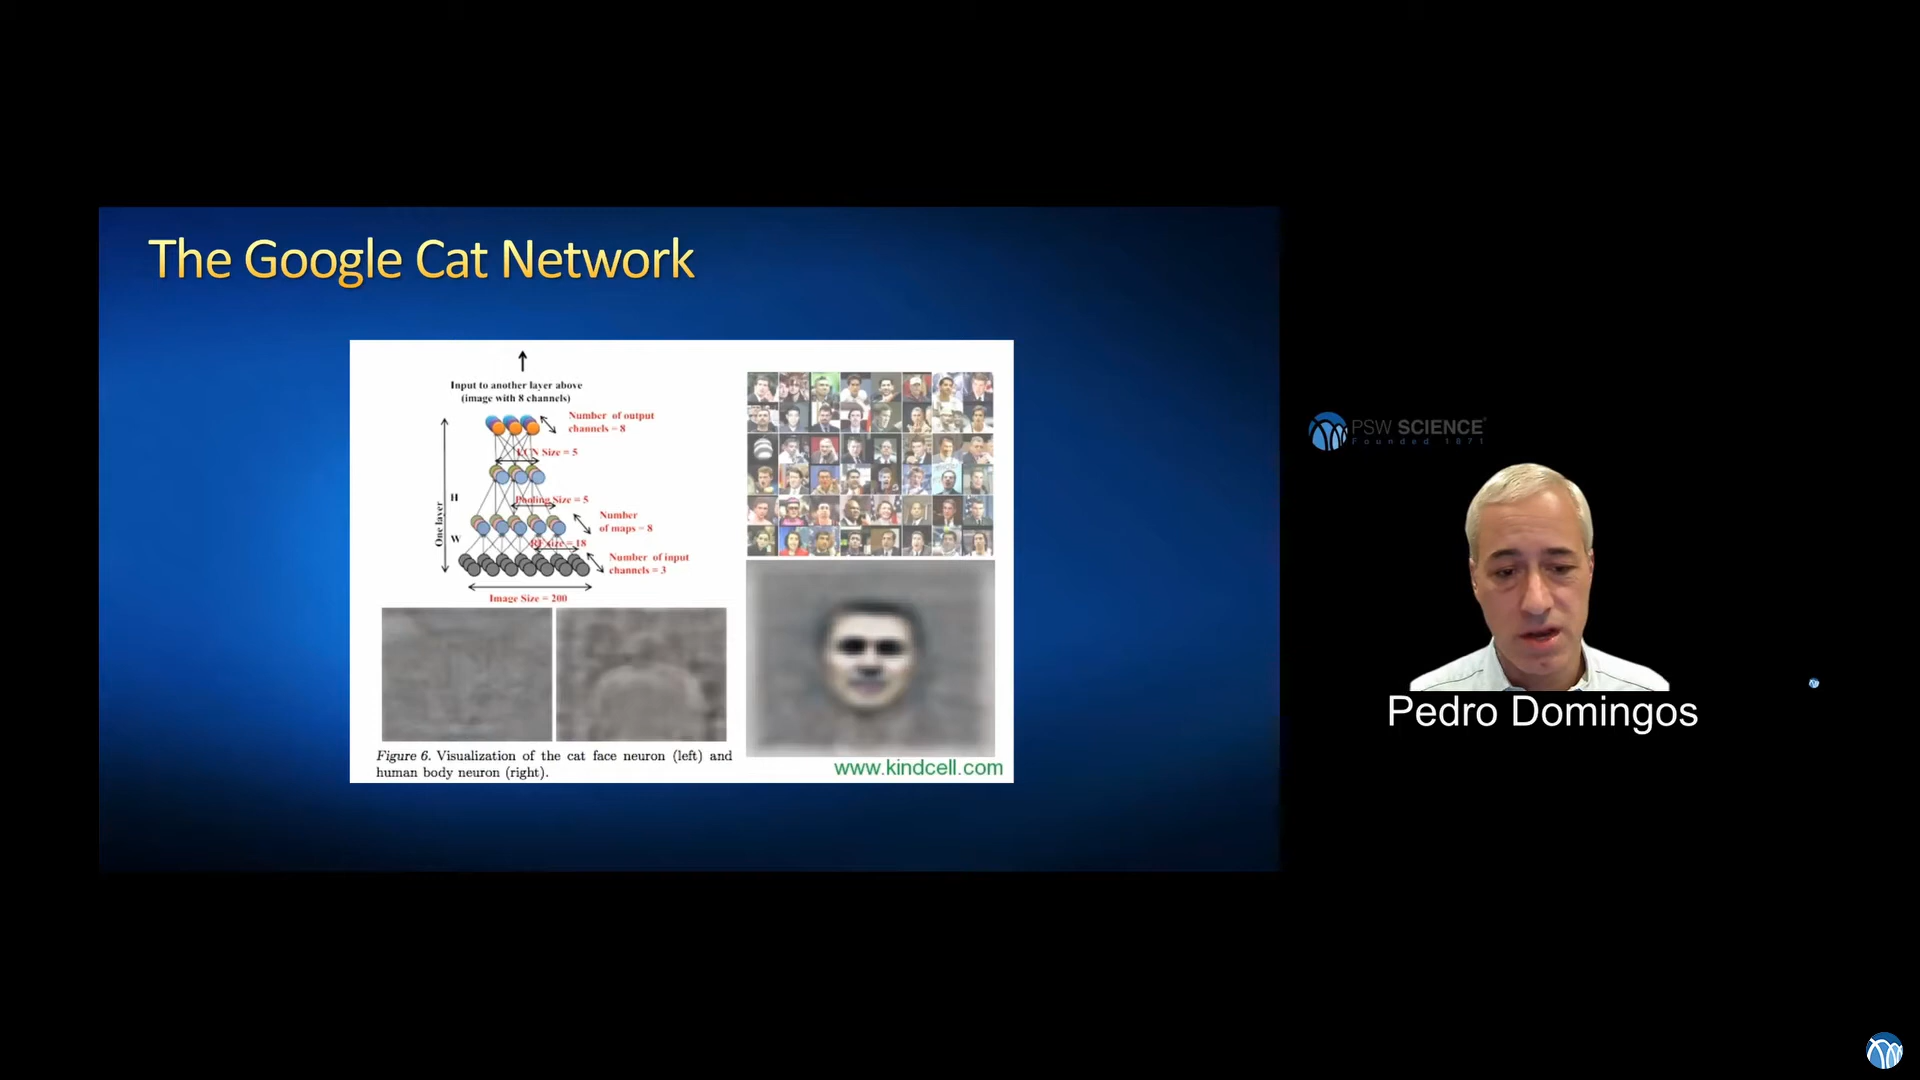 The Google Cat Network
Input to another layer above
(image with 8 channels)
Number of output
channels = 8
LCN Size = 5
Pooling Size = 5
Number
of maps = 8
RF size = 18
Number of input
channels = 3
Image Size = 200
One layer
H
W
Figure 6. Visualization of the cat face neuron (left) and
human body neuron (right).
www.kindcell.com
PSW SCIENCE
Founded 1871
Pedro Domingos